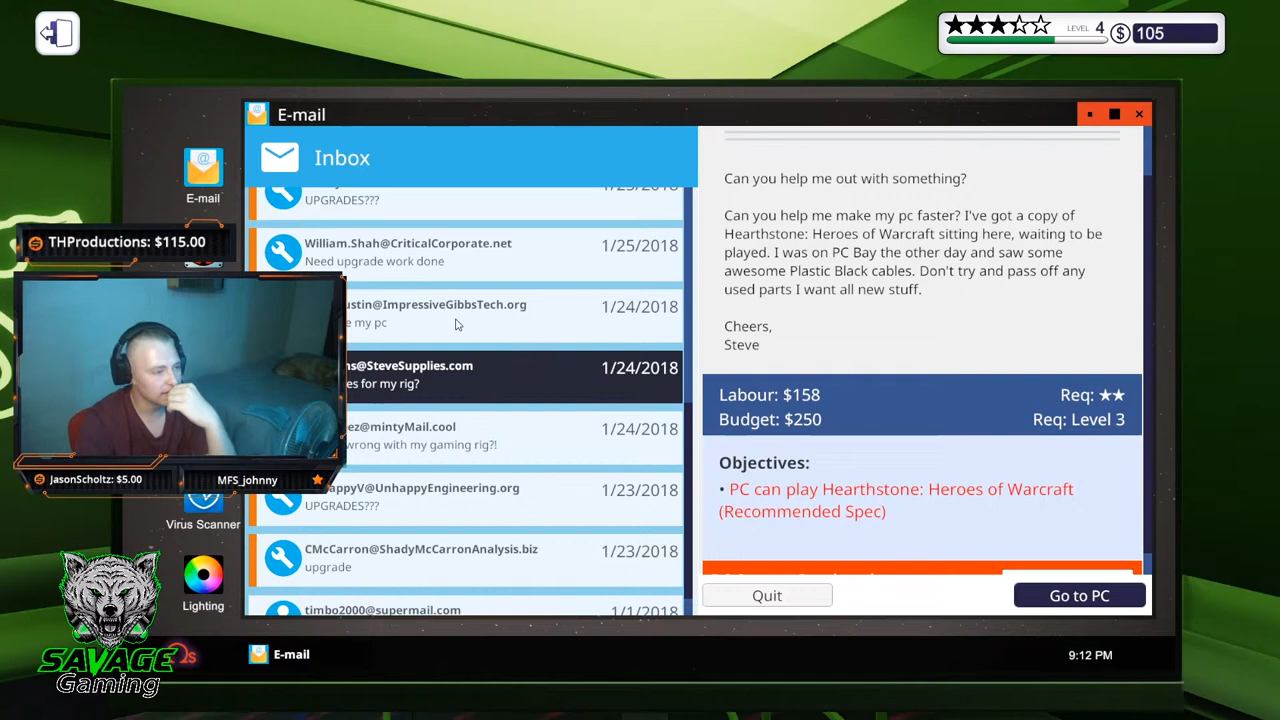 LEVEL 4
$ 105
E-mail
Inbox
UPGRADES???
William.Shah@CriticalCorporate.net
1/25/2018
Need upgrade work done
ustin@ImpressiveGibbsTech.org
1/24/2018
e my pc
ns@SteveSupplies.com
1/24/2018
es for my rig?
ez@mintyMail.cool
1/24/2018
wrong with my gaming rig?!
appyV@UnhappyEngineering.org
1/23/2018
UPGRADES???
CMcCarron@ShadyMcCarronAnalysis.biz
1/23/2018
upgrade
timbo2000@supermail.com
1/1/2018
Can you help me out with something?
Can you help me make my pc faster? I've got a copy of
Hearthstone: Heroes of Warcraft sitting here, waiting to be
played. I was on PC Bay the other day and saw some
awesome Plastic Black cables. Don't try and pass off any
used parts I want all new stuff.
Cheers,
Steve
Labour: $158
Req: ★★
Budget: $250
Req: Level 3
Objectives:
• PC can play Hearthstone: Heroes of Warcraft
(Recommended Spec)
Quit
Go to PC
E-mail
THProductions: $115.00
JasonScholtz: $5.00
MFS_johnny
Virus Scanner
Lighting
SAVAGE
Gaming
E-mail
9:12 PM